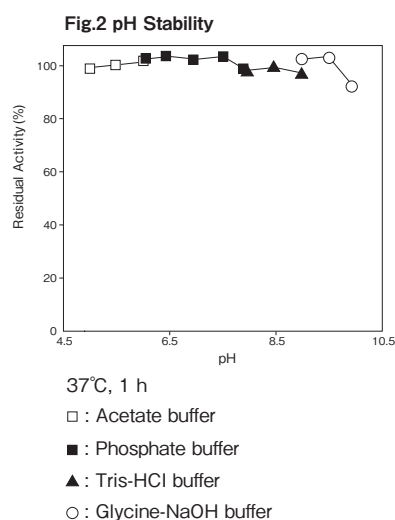 Fig.2 pH Stability
Residual Activity (%)
100
80
60
40
20
0
4.5 6.5 8.5 10.5
pH
37℃, 1 h
□ : Acetate buffer
■ : Phosphate buffer
▲ : Tris-HCl buffer
○ : Glycine-NaOH buffer